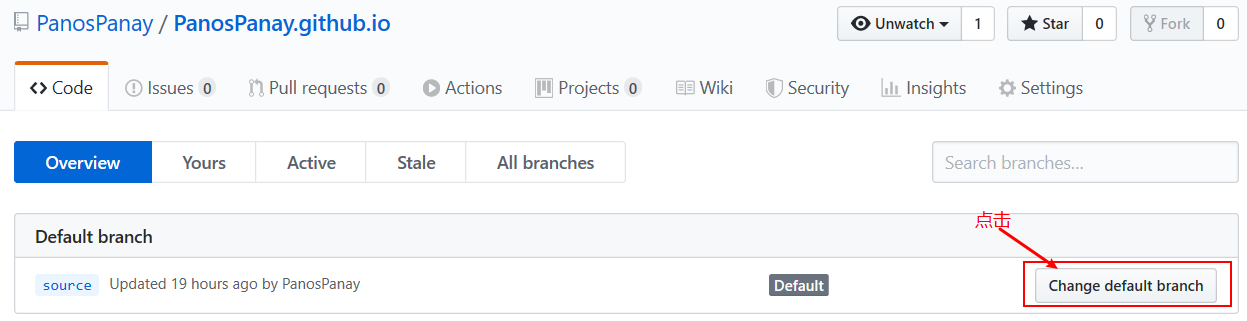 PanosPanay / PanosPanay.github.io
Unwatch 1 Star 0 Fork 0
Code Issues 0 Pull requests 0 Actions Projects 0 Wiki Security Insights Settings
Overview Yours Active Stale All branches Search branches...
点击
Default branch
source Updated 19 hours ago by PanosPanay Default Change default branch